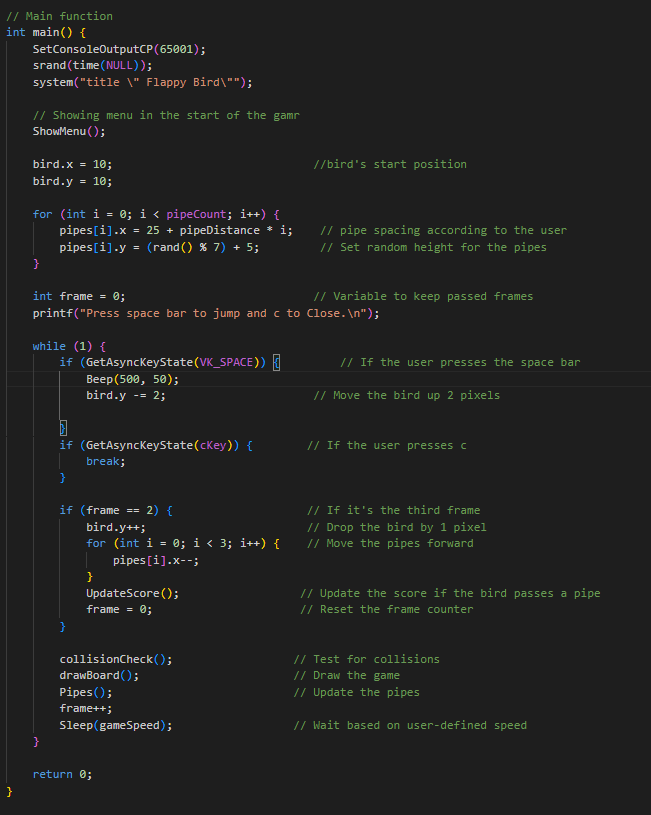 // Main function
int main() {
    SetConsoleOutputCP(65001);
    srand(time(NULL));
    system("title \" Flappy Bird\"");

    // Showing menu in the start of the gamr
    ShowMenu();

    bird.x = 10;                              //bird's start position
    bird.y = 10;

    for (int i = 0; i < pipeCount; i++) {
        pipes[i].x = 25 + pipeDistance * i;    // pipe spacing according to the user
        pipes[i].y = (rand() % 7) + 5;         // Set random height for the pipes
    }

    int frame = 0;                            // Variable to keep passed frames
    printf("Press space bar to jump and c to Close.\n");

    while (1) {
        if (GetAsyncKeyState(VK_SPACE)) {         // If the user presses the space bar
            Beep(500, 50);
            bird.y -= 2;                      // Move the bird up 2 pixels

        }
        if (GetAsyncKeyState(cKey)) {        // If the user presses c
            break;
        }

        if (frame == 2) {                    // If it's the third frame
            bird.y++;                        // Drop the bird by 1 pixel
            for (int i = 0; i < 3; i++) {    // Move the pipes forward
                pipes[i].x--;
            }
            UpdateScore();                  // Update the score if the bird passes a pipe
            frame = 0;                      // Reset the frame counter
        }

        collisionCheck();                  // Test for collisions
        drawBoard();                       // Draw the game
        Pipes();                           // Update the pipes
        frame++;
        Sleep(gameSpeed);                  // Wait based on user-defined speed
    }

    return 0;
}